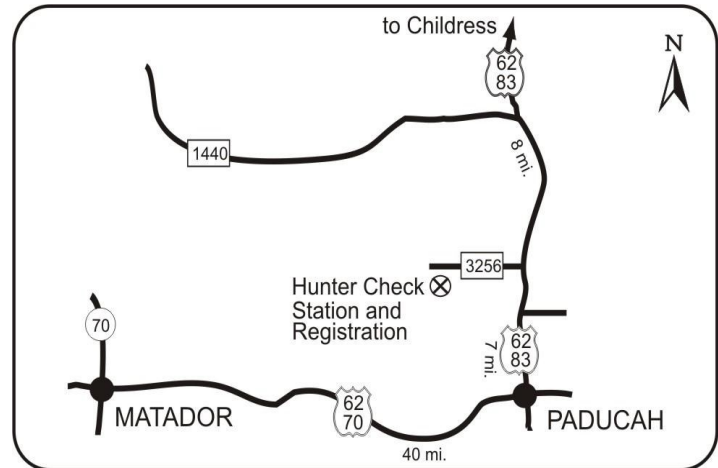 to Childress
N
62
83
1440
8 mi.
3256
Hunter Check
Station and
Registration
70
62
83
7 mi.
MATADOR
62
70
PADUCAH
40 mi.